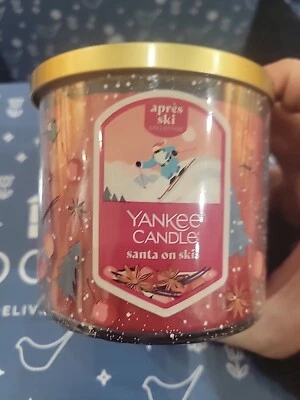 après
ski
YANKEE
CANDLE
santa on skis